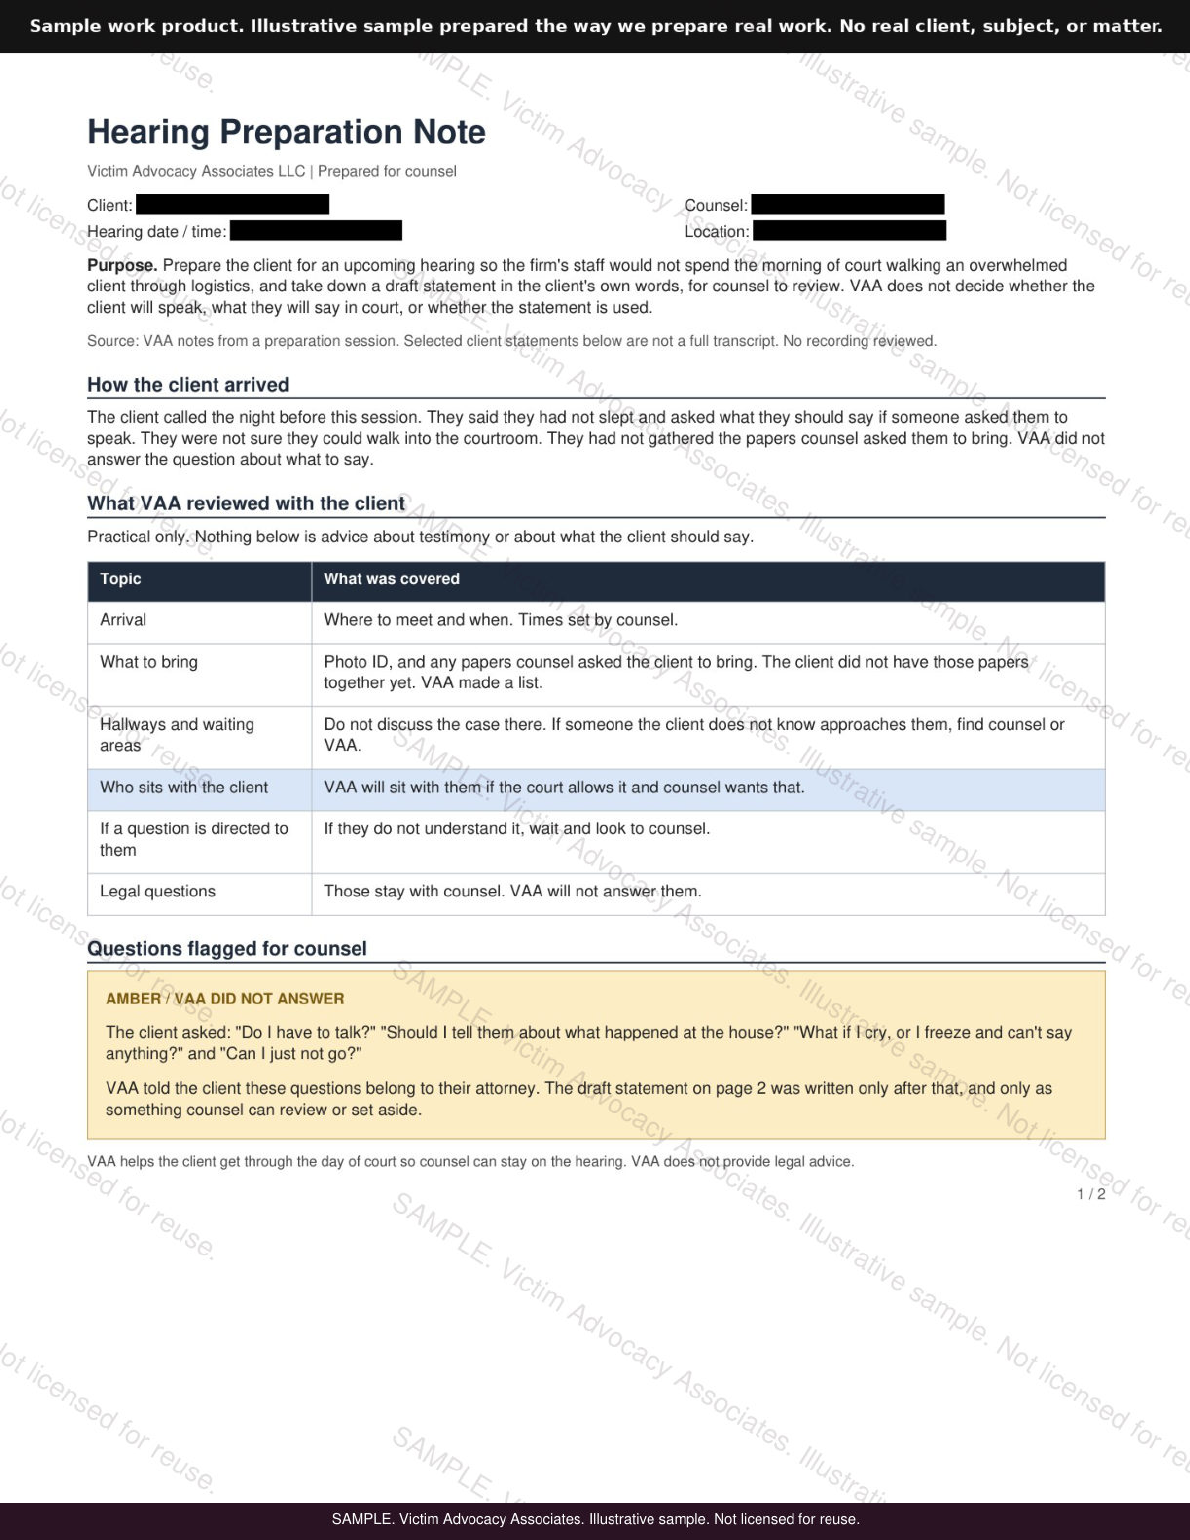 Sample work product. Illustrative sample prepared the way we prepare real work. No real client, subject, or matter.
Hearing Preparation Note
Victim Advocacy Associates LLC | Prepared for counsel
Client:
Counsel:
Hearing date / time:
Location:
Purpose. Prepare the client for an upcoming hearing so the firm's staff would not spend the morning of court walking an overwhelmed
client through logistics, and take down a draft statement in the client's own words, for counsel to review. VAA does not decide whether the
client will speak, what they will say in court, or whether the statement is used.
Source: VAA notes from a preparation session. Selected client statements below are not a full transcript. No recording reviewed.
How the client arrived
The client called the night before this session. They said they had not slept and asked what they should say if someone asked them to
speak. They were not sure they could walk into the courtroom. They had not gathered the papers counsel asked them to bring. VAA did not
answer the question about what to say.
What VAA reviewed with the client
Practical only. Nothing below is advice about testimony or about what the client should say.
Topic
What was covered
Arrival
Where to meet and when. Times set by counsel.
What to bring
Photo ID, and any papers counsel asked the client to bring. The client did not have those papers
together yet. VAA made a list.
Hallways and waiting
areas
Do not discuss the case there. If someone the client does not know approaches them, find counsel or
VAA.
Who sits with the client
VAA will sit with them if the court allows it and counsel wants that.
If a question is directed to
them
If they do not understand it, wait and look to counsel.
Legal questions
Those stay with counsel. VAA will not answer them.
Questions flagged for counsel
AMBER / VAA DID NOT ANSWER
The client asked: "Do I have to talk?" "Should I tell them about what happened at the house?" "What if I cry, or I freeze and can't say
anything?" and "Can I just not go?"
VAA told the client these questions belong to their attorney. The draft statement on page 2 was written only after that, and only as
something counsel can review or set aside.
VAA helps the client get through the day of court so counsel can stay on the hearing. VAA does not provide legal advice.
1 / 2
SAMPLE. Victim Advocacy Associates. Illustrative sample. Not licensed for reuse.
SAMPLE. Victim Advocacy Associates. Illustrative sample. Not licensed for reuse.